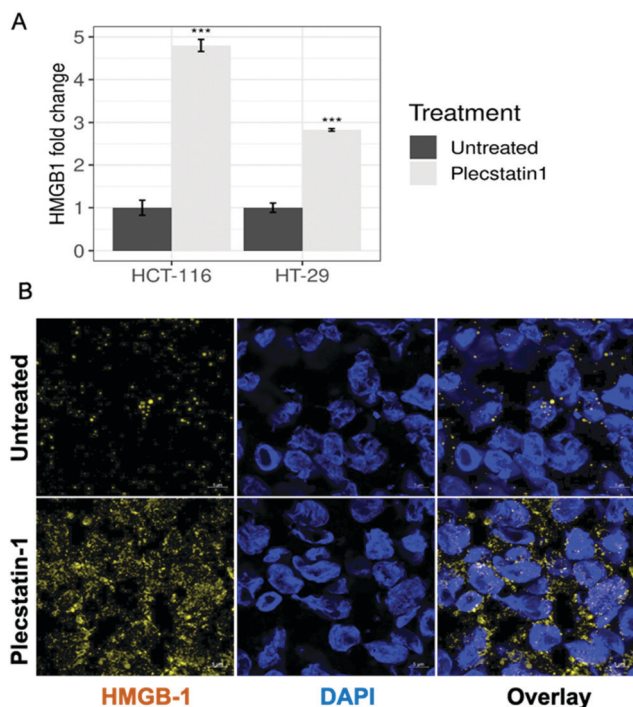 A
HMGB1 fold change
5
4
3
2
1
0
***
***
HCT-116
HT-29
Treatment
Untreated
Plecstatin1
B
Untreated
Plecstatin-1
HMGB-1
DAPI
Overlay